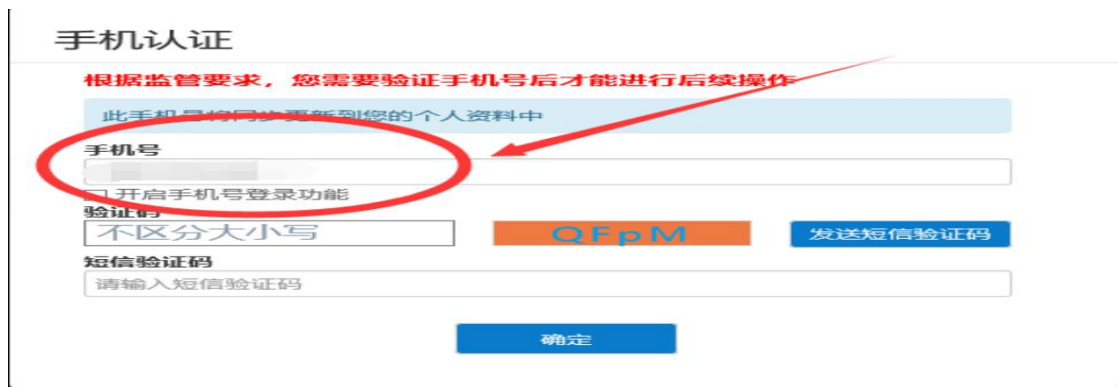 手机认证
根据监管要求，您需要验证手机号后才能进行后续操作
此手机号将同步更新到您的个人资料中
手机号
开启手机号登录功能
验证码
不区分大小写 QFpM 发送短信验证码
短信验证码
请输入短信验证码
确定